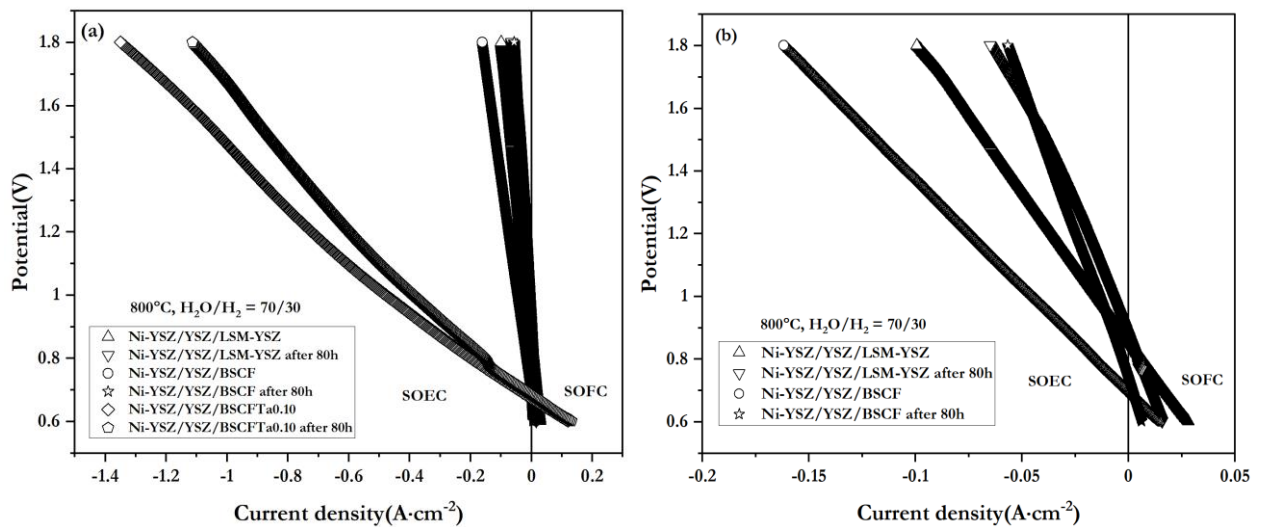 (a)
Potential(V)
1.8
1.6
1.4
1.2
1
0.8
0.6
800°C, H₂O/H₂ = 70/30
Ni-YSZ/YSZ/LSM-YSZ
Ni-YSZ/YSZ/LSM-YSZ after 80h
Ni-YSZ/YSZ/BSCF
Ni-YSZ/YSZ/BSCF after 80h
Ni-YSZ/YSZ/BSCFTa0.10
Ni-YSZ/YSZ/BSCFTa0.10 after 80h
SOEC
SOFC
-1.4 -1.2 -1 -0.8 -0.6 -0.4 -0.2 0 0.2
Current density(A·cm⁻²)
(b)
Potential(V)
1.8
1.6
1.4
1.2
1
0.8
0.6
800°C, H₂O/H₂ = 70/30
Ni-YSZ/YSZ/LSM-YSZ
Ni-YSZ/YSZ/LSM-YSZ after 80h
Ni-YSZ/YSZ/BSCF
Ni-YSZ/YSZ/BSCF after 80h
SOEC
SOFC
-0.2 -0.15 -0.1 -0.05 0 0.05
Current density(A·cm⁻²)